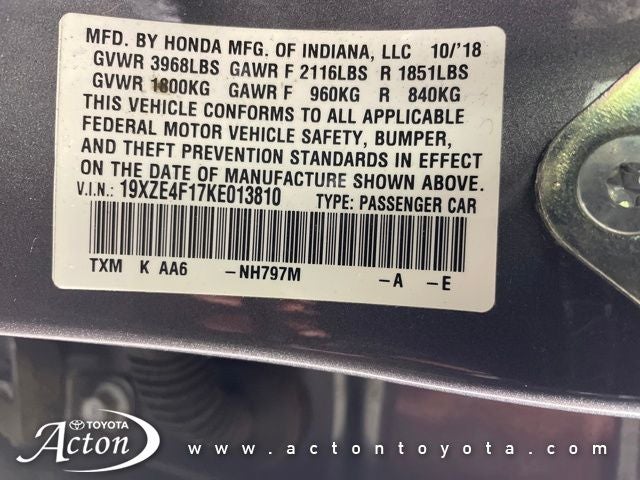 MFD. BY HONDA MFG. OF INDIANA, LLC 10/'18
GVWR 3968LBS GAWR F 2116LBS R 1851LBS
GVWR 1800KG GAWR F 960KG R 840KG
THIS VEHICLE CONFORMS TO ALL APPLICABLE
FEDERAL MOTOR VEHICLE SAFETY, BUMPER,
AND THEFT PREVENTION STANDARDS IN EFFECT
ON THE DATE OF MANUFACTURE SHOWN ABOVE.
V.I.N.: 19XZE4F17KE013810 TYPE: PASSENGER CAR
TXM K AA6 -NH797M -A -E
TOYOTA
Acton
www.actontoyota.com